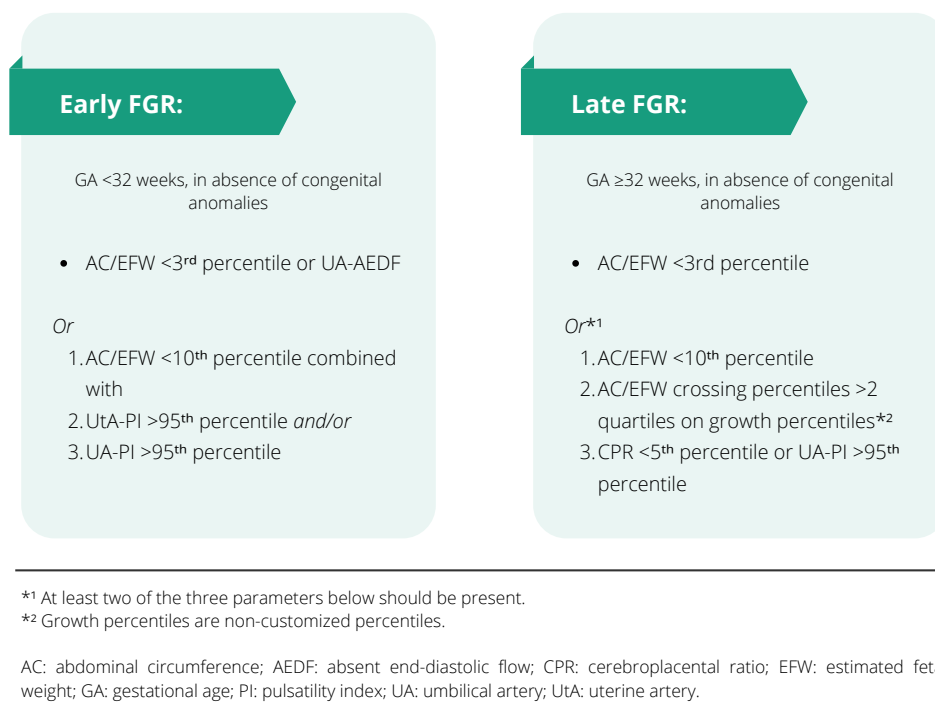 Early FGR:
GA <32 weeks, in absence of congenital
anomalies
• AC/EFW <3ʳᵈ percentile or UA-AEDF
Or
1.AC/EFW <10ᵗʰ percentile combined
with
2.UtA-PI >95ᵗʰ percentile and/or
3.UA-PI >95ᵗʰ percentile
Late FGR:
GA ≥32 weeks, in absence of congenital
anomalies
• AC/EFW <3rd percentile
Or*¹
1.AC/EFW <10ᵗʰ percentile
2.AC/EFW crossing percentiles >2
quartiles on growth percentiles*²
3.CPR <5ᵗʰ percentile or UA-PI >95ᵗʰ
percentile
*¹ At least two of the three parameters below should be present.
*² Growth percentiles are non-customized percentiles.
AC: abdominal circumference; AEDF: absent end-diastolic flow; CPR: cerebroplacental ratio; EFW: estimated
weight; GA: gestational age; PI: pulsatility index; UA: umbilical artery; UtA: uterine artery.